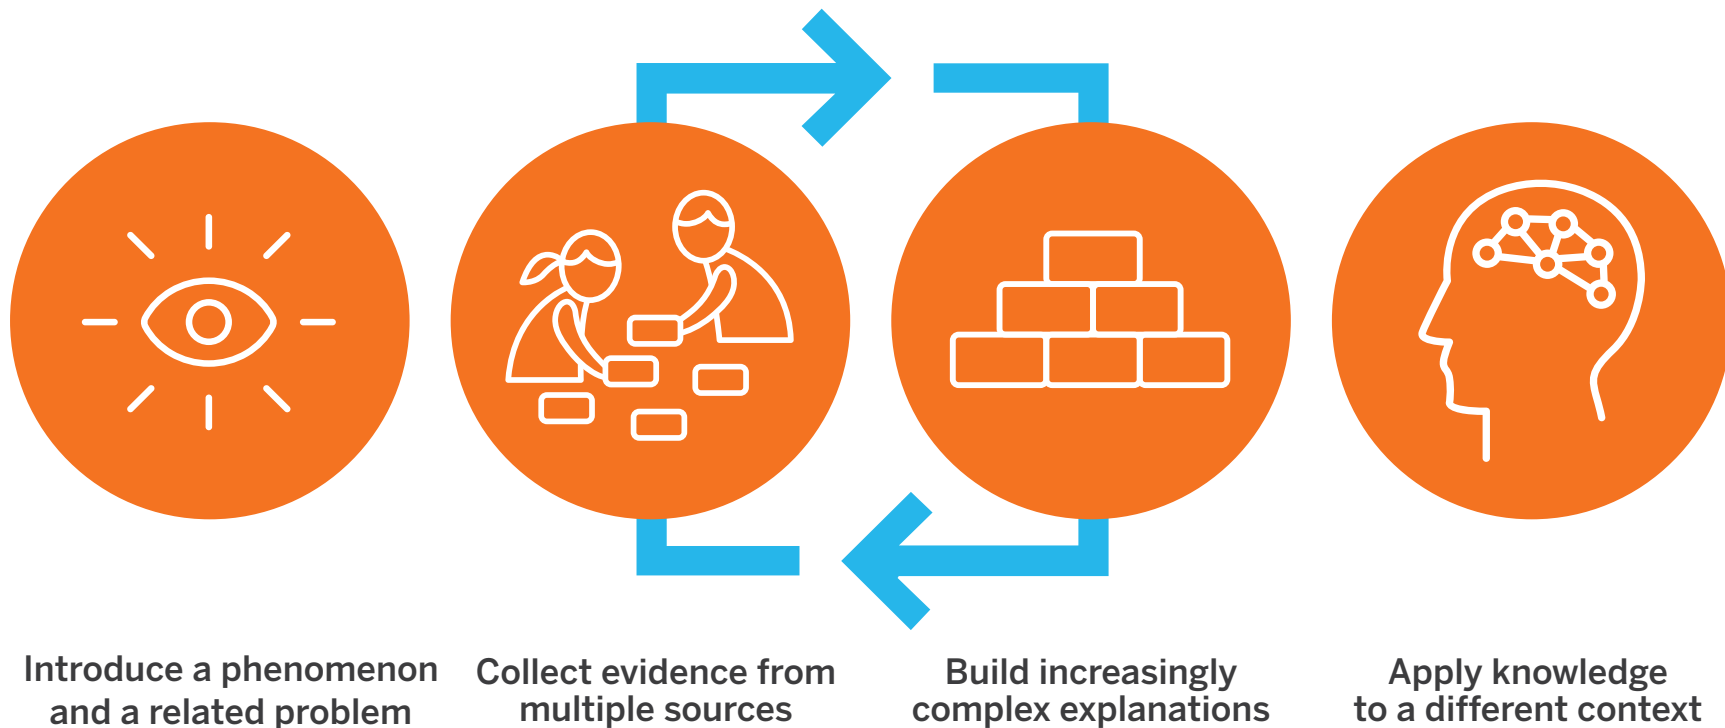 Introduce a phenomenon
and a related problem
Collect evidence from
multiple sources
Build increasingly
complex explanations
Apply knowledge
to a different context